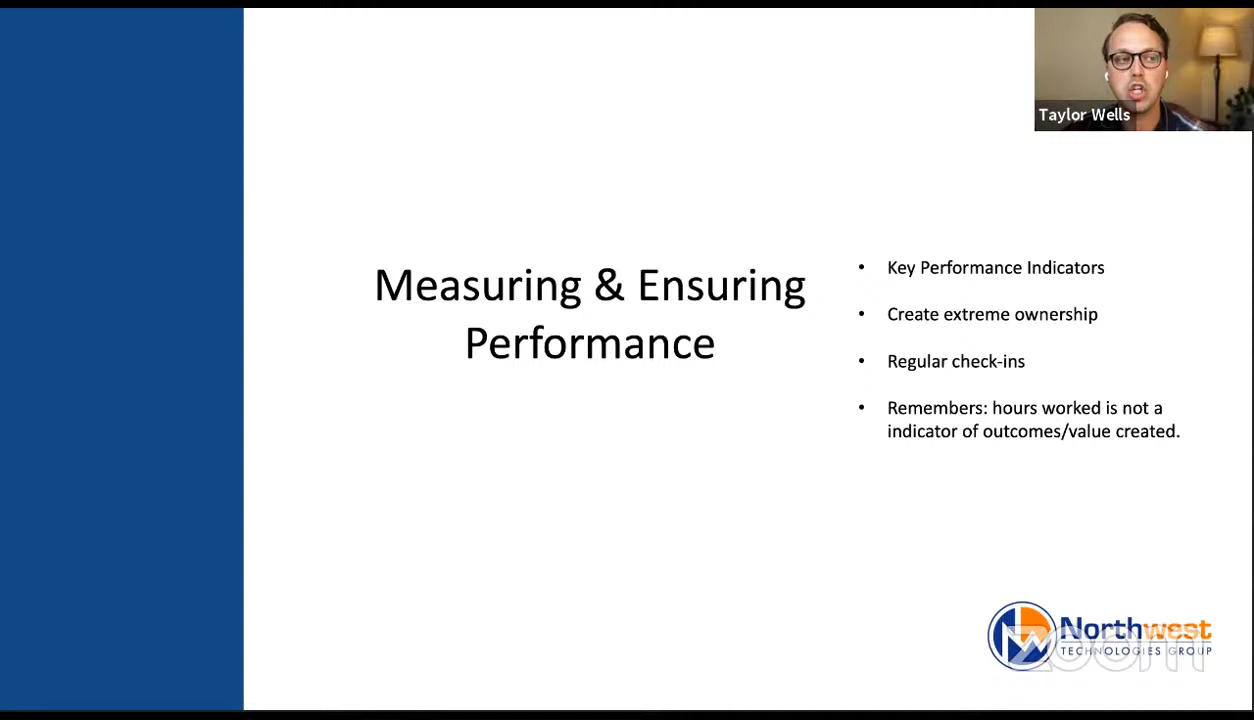 Taylor Wells
Measuring & Ensuring
Performance
• Key Performance Indicators
• Create extreme ownership
• Regular check-ins
• Remembers: hours worked is not a
indicator of outcomes/value created.
Northwest
TECHNOLOGIES GROUP
zoom